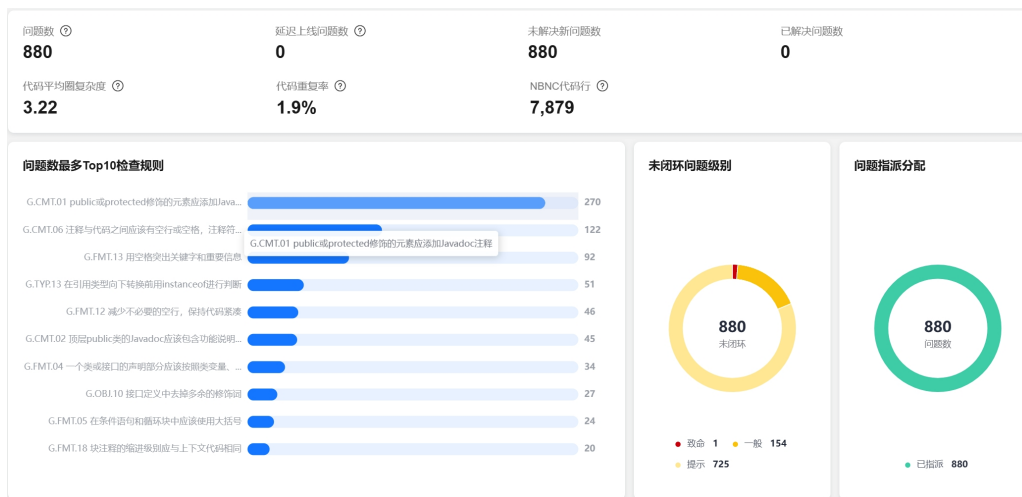 问题数 延迟上线问题数 未解决新问题数 已解决问题数
880 0 880 0
代码平均圈复杂度 代码重复率 NBNC代码行
3.22 1.9% 7,879
问题数最多Top10检查规则
G.CMT.01 public或protected修饰的元素应添加Java... 270
G.CMT.06 注释与代码之间应该有空行或空格，注释符... 122
G.CMT.01 public或protected修饰的元素应添加Javadoc注释
G.FMT.13 用空格突出关键字和重要信息 92
G.TYP.13 在引用类型向下转换前用instanceof进行判断 51
G.FMT.12 减少不必要的空行，保持代码紧凑 46
G.CMT.02 顶层public类的Javadoc应该包含功能说明... 45
G.FMT.04 一个类或接口的声明部分应该按照类变量、... 34
G.OBJ.10 接口定义中去掉多余的修饰词 27
G.FMT.05 在条件语句和循环块中应该使用大括号 24
G.FMT.18 块注释的缩进级别应与上下文代码相同 20
未闭环问题级别
880
未闭环
致命 1 一般 154
提示 725
问题指派分配
880
问题数
已指派 880